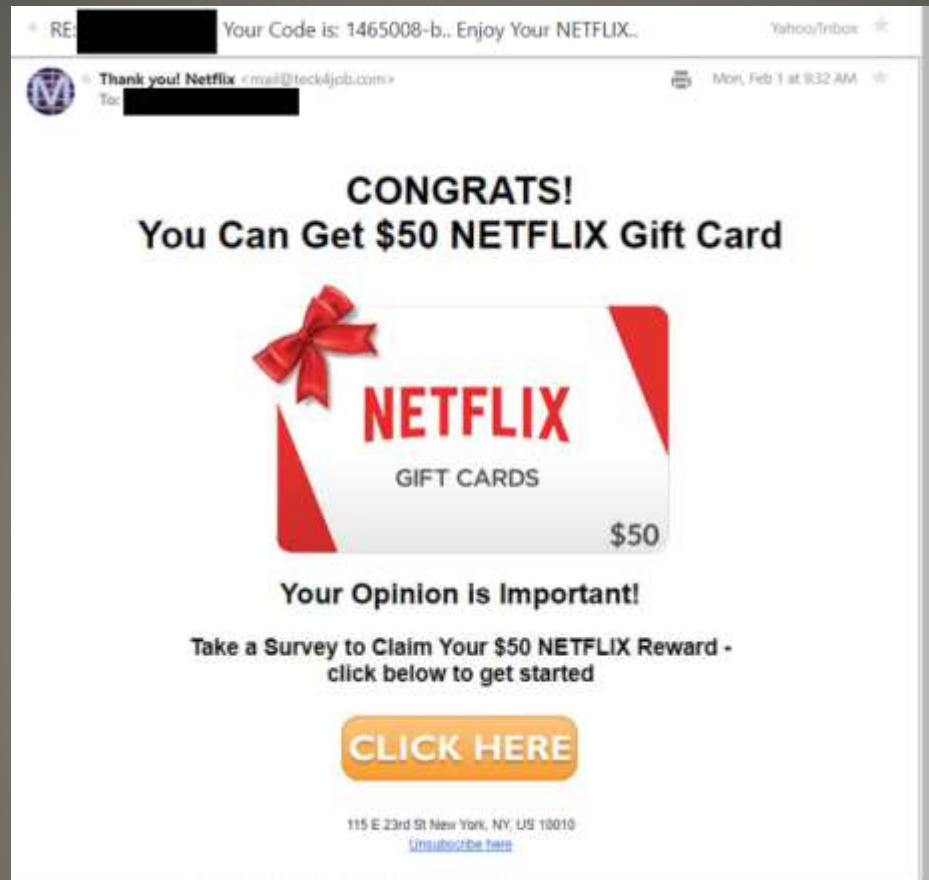 RE: Your Code is: 1465008-b.. Enjoy Your NETFLIX..
Yahoo/Inbox
Thank you! Netflix <mail@teck4job.com>
Mon, Feb 1 at 9:32 AM
To:
CONGRATS!
You Can Get $50 NETFLIX Gift Card
NETFLIX
GIFT CARDS
$50
Your Opinion is Important!
Take a Survey to Claim Your $50 NETFLIX Reward -
click below to get started
CLICK HERE
115 E 23rd St New York, NY, US 10010
Unsubscribe here